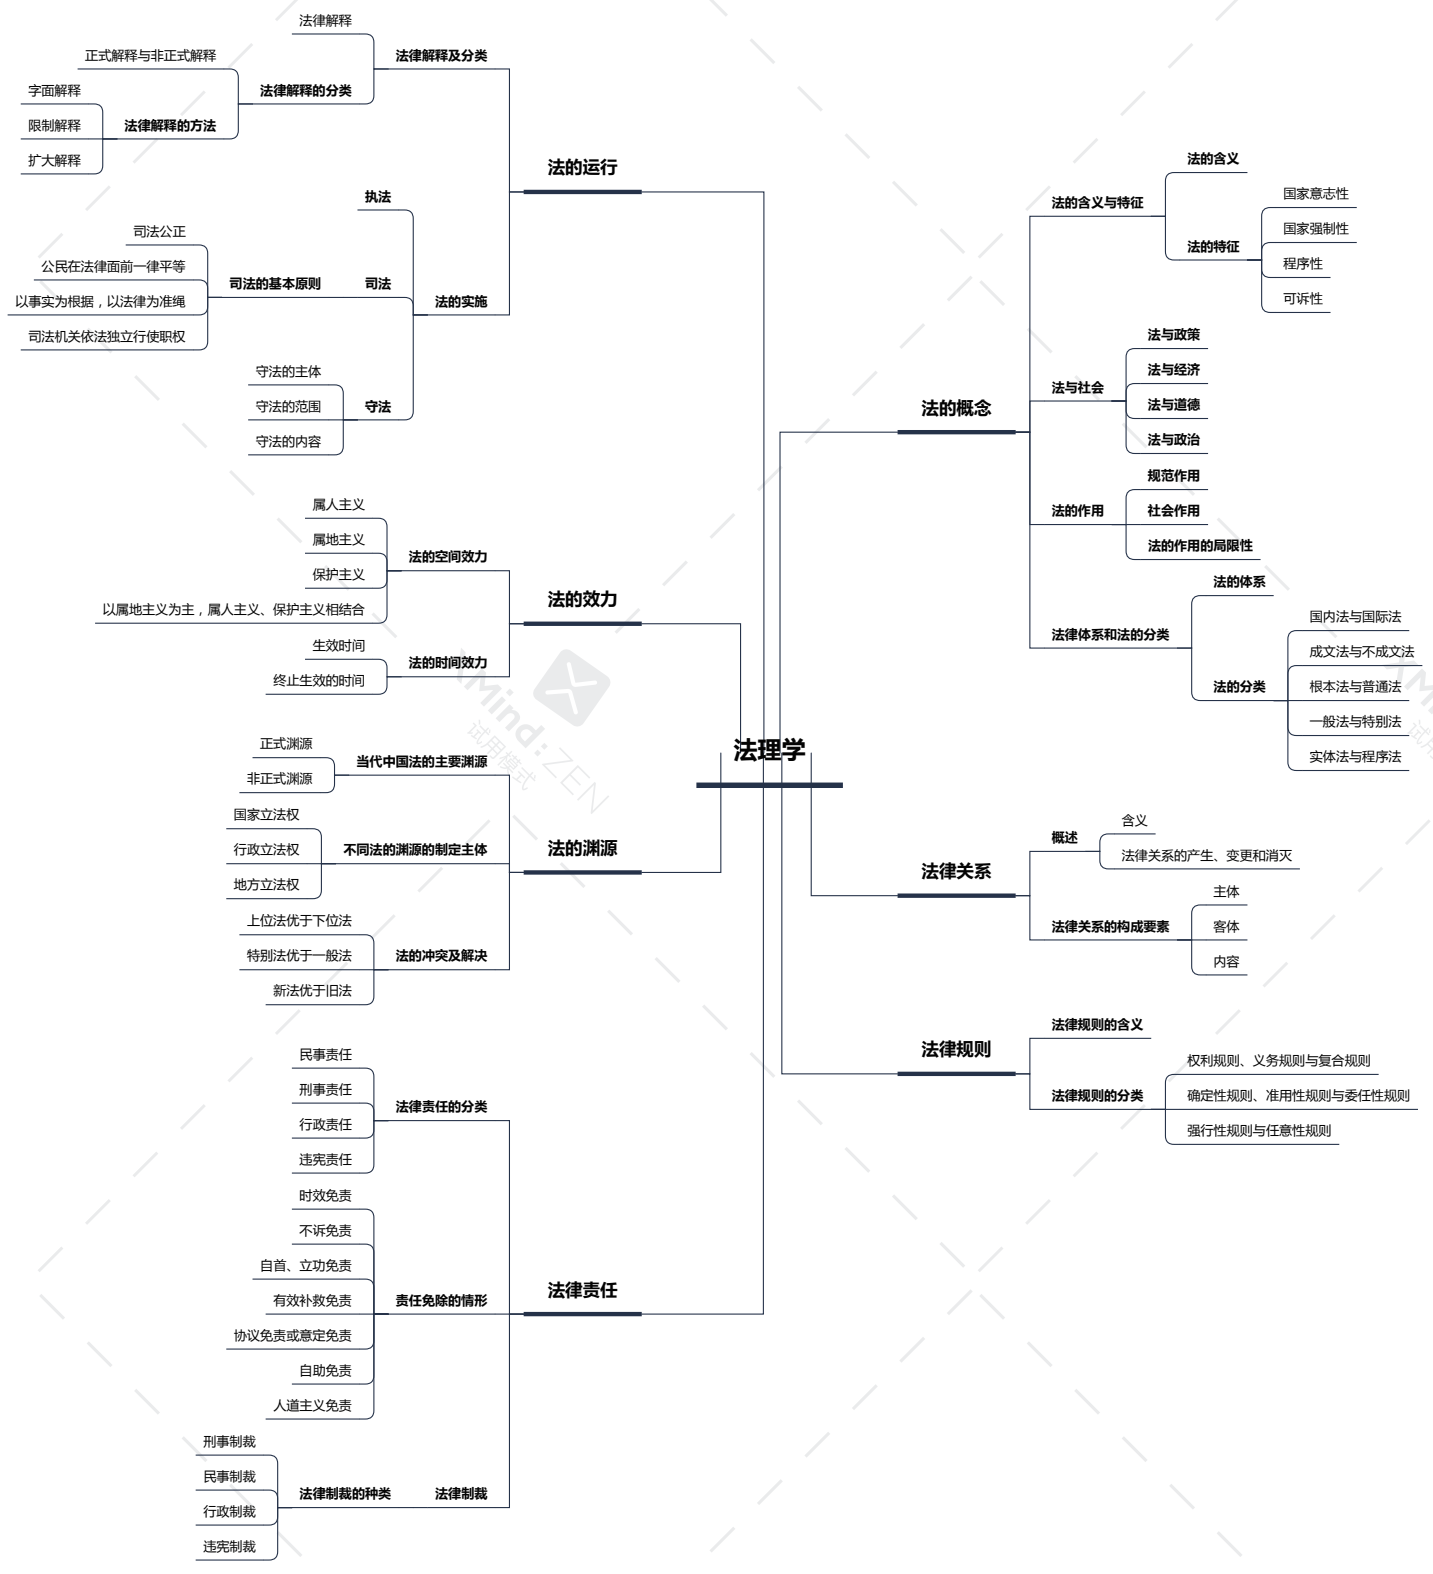 法理学
法的概念
法的含义与特征
法的含义
法的特征
国家意志性
国家强制性
程序性
可诉性
法与社会
法与政策
法与经济
法与道德
法与政治
法的作用
规范作用
社会作用
法的作用的局限性
法律体系和法的分类
法的体系
法的分类
国内法与国际法
成文法与不成文法
根本法与普通法
一般法与特别法
实体法与程序法
法律关系
概述
含义
法律关系的产生、变更和消灭
法律关系的构成要素
主体
客体
内容
法律规则
法律规则的含义
法律规则的分类
权利规则、义务规则与复合规则
确定性规则、准用性规则与委任性规则
强行性规则与任意性规则
法的运行
法律解释及分类
法律解释
法律解释的分类
正式解释与非正式解释
法律解释的方法
字面解释
限制解释
扩大解释
法的实施
执法
司法
司法的基本原则
司法公正
公民在法律面前一律平等
以事实为根据，以法律为准绳
司法机关依法独立行使职权
守法
守法的主体
守法的范围
守法的内容
法的效力
法的空间效力
属人主义
属地主义
保护主义
以属地主义为主，属人主义、保护主义相结合
法的时间效力
生效时间
终止生效的时间
法的渊源
当代中国法的主要渊源
正式渊源
非正式渊源
不同法的渊源的制定主体
国家立法权
行政立法权
地方立法权
法的冲突及解决
上位法优于下位法
特别法优于一般法
新法优于旧法
法律责任
法律责任的分类
民事责任
刑事责任
行政责任
违宪责任
责任免除的情形
时效免责
不诉免责
自首、立功免责
有效补救免责
协议免责或意定免责
自助免责
人道主义免责
法律制裁
法律制裁的种类
刑事制裁
民事制裁
行政制裁
违宪制裁
XMind: ZEN
试用模式
XM
试